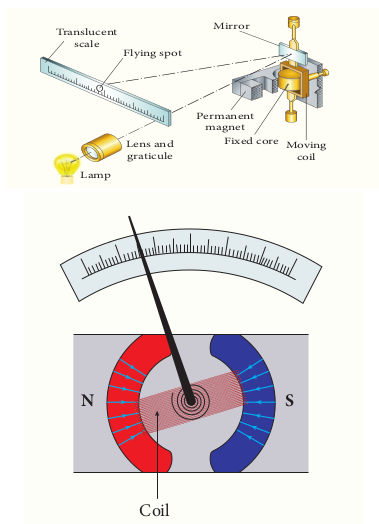 Mirror
Translucent
scale
Flying spot
Permanent
magnet
Fixed core
Moving
coil
Lens and
graticule
Lamp
N
S
Coil